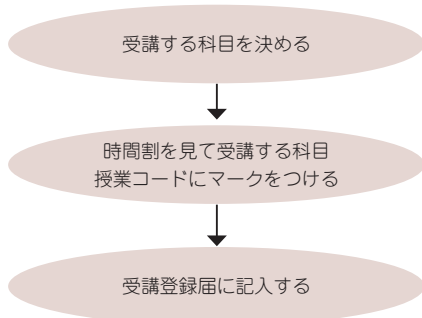 受講する科目を決める
時間割を見て受講する科目
授業コードにマークをつける
受講登録届に記入する